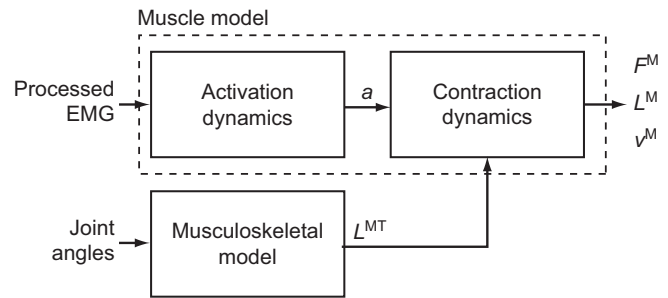 Muscle model
Processed
EMG
Activation
dynamics
a
Contraction
dynamics
F^M
L^M
v^M
Joint
angles
Musculoskeletal
model
L^MT